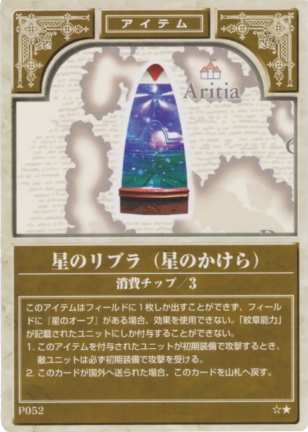 アイテム
Aritia
星のリブラ（星のかけら）
消費チップ／3
このアイテムはフィールドに１枚しか出すことができず、フィール
ドに『星のオーブ』がある場合、効果を使用できない。「紋章能力」
が記載されたユニットにしか付与することができない。
1. このアイテムを付与されたユニットが初期装備で攻撃するとき、
敵ユニットは必ず初期装備で攻撃を受ける。
2. このカードが国外へ送られた場合、このカードを山札へ戻す。
P052
☆★